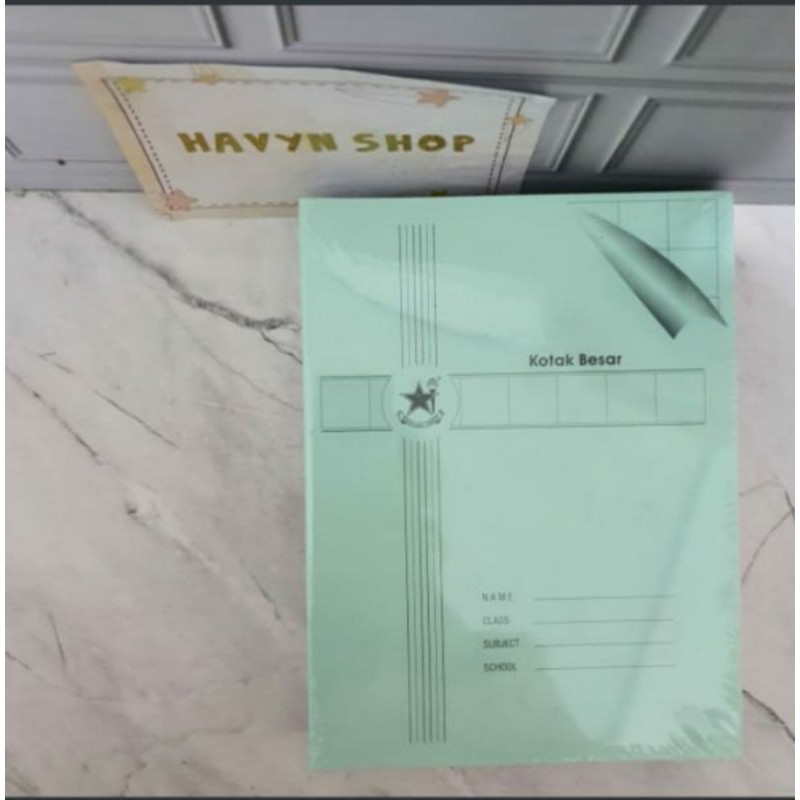 HAVYN SHOP
Kotak Besar
NAME
CLASS
SUBJECT
SCHOOL